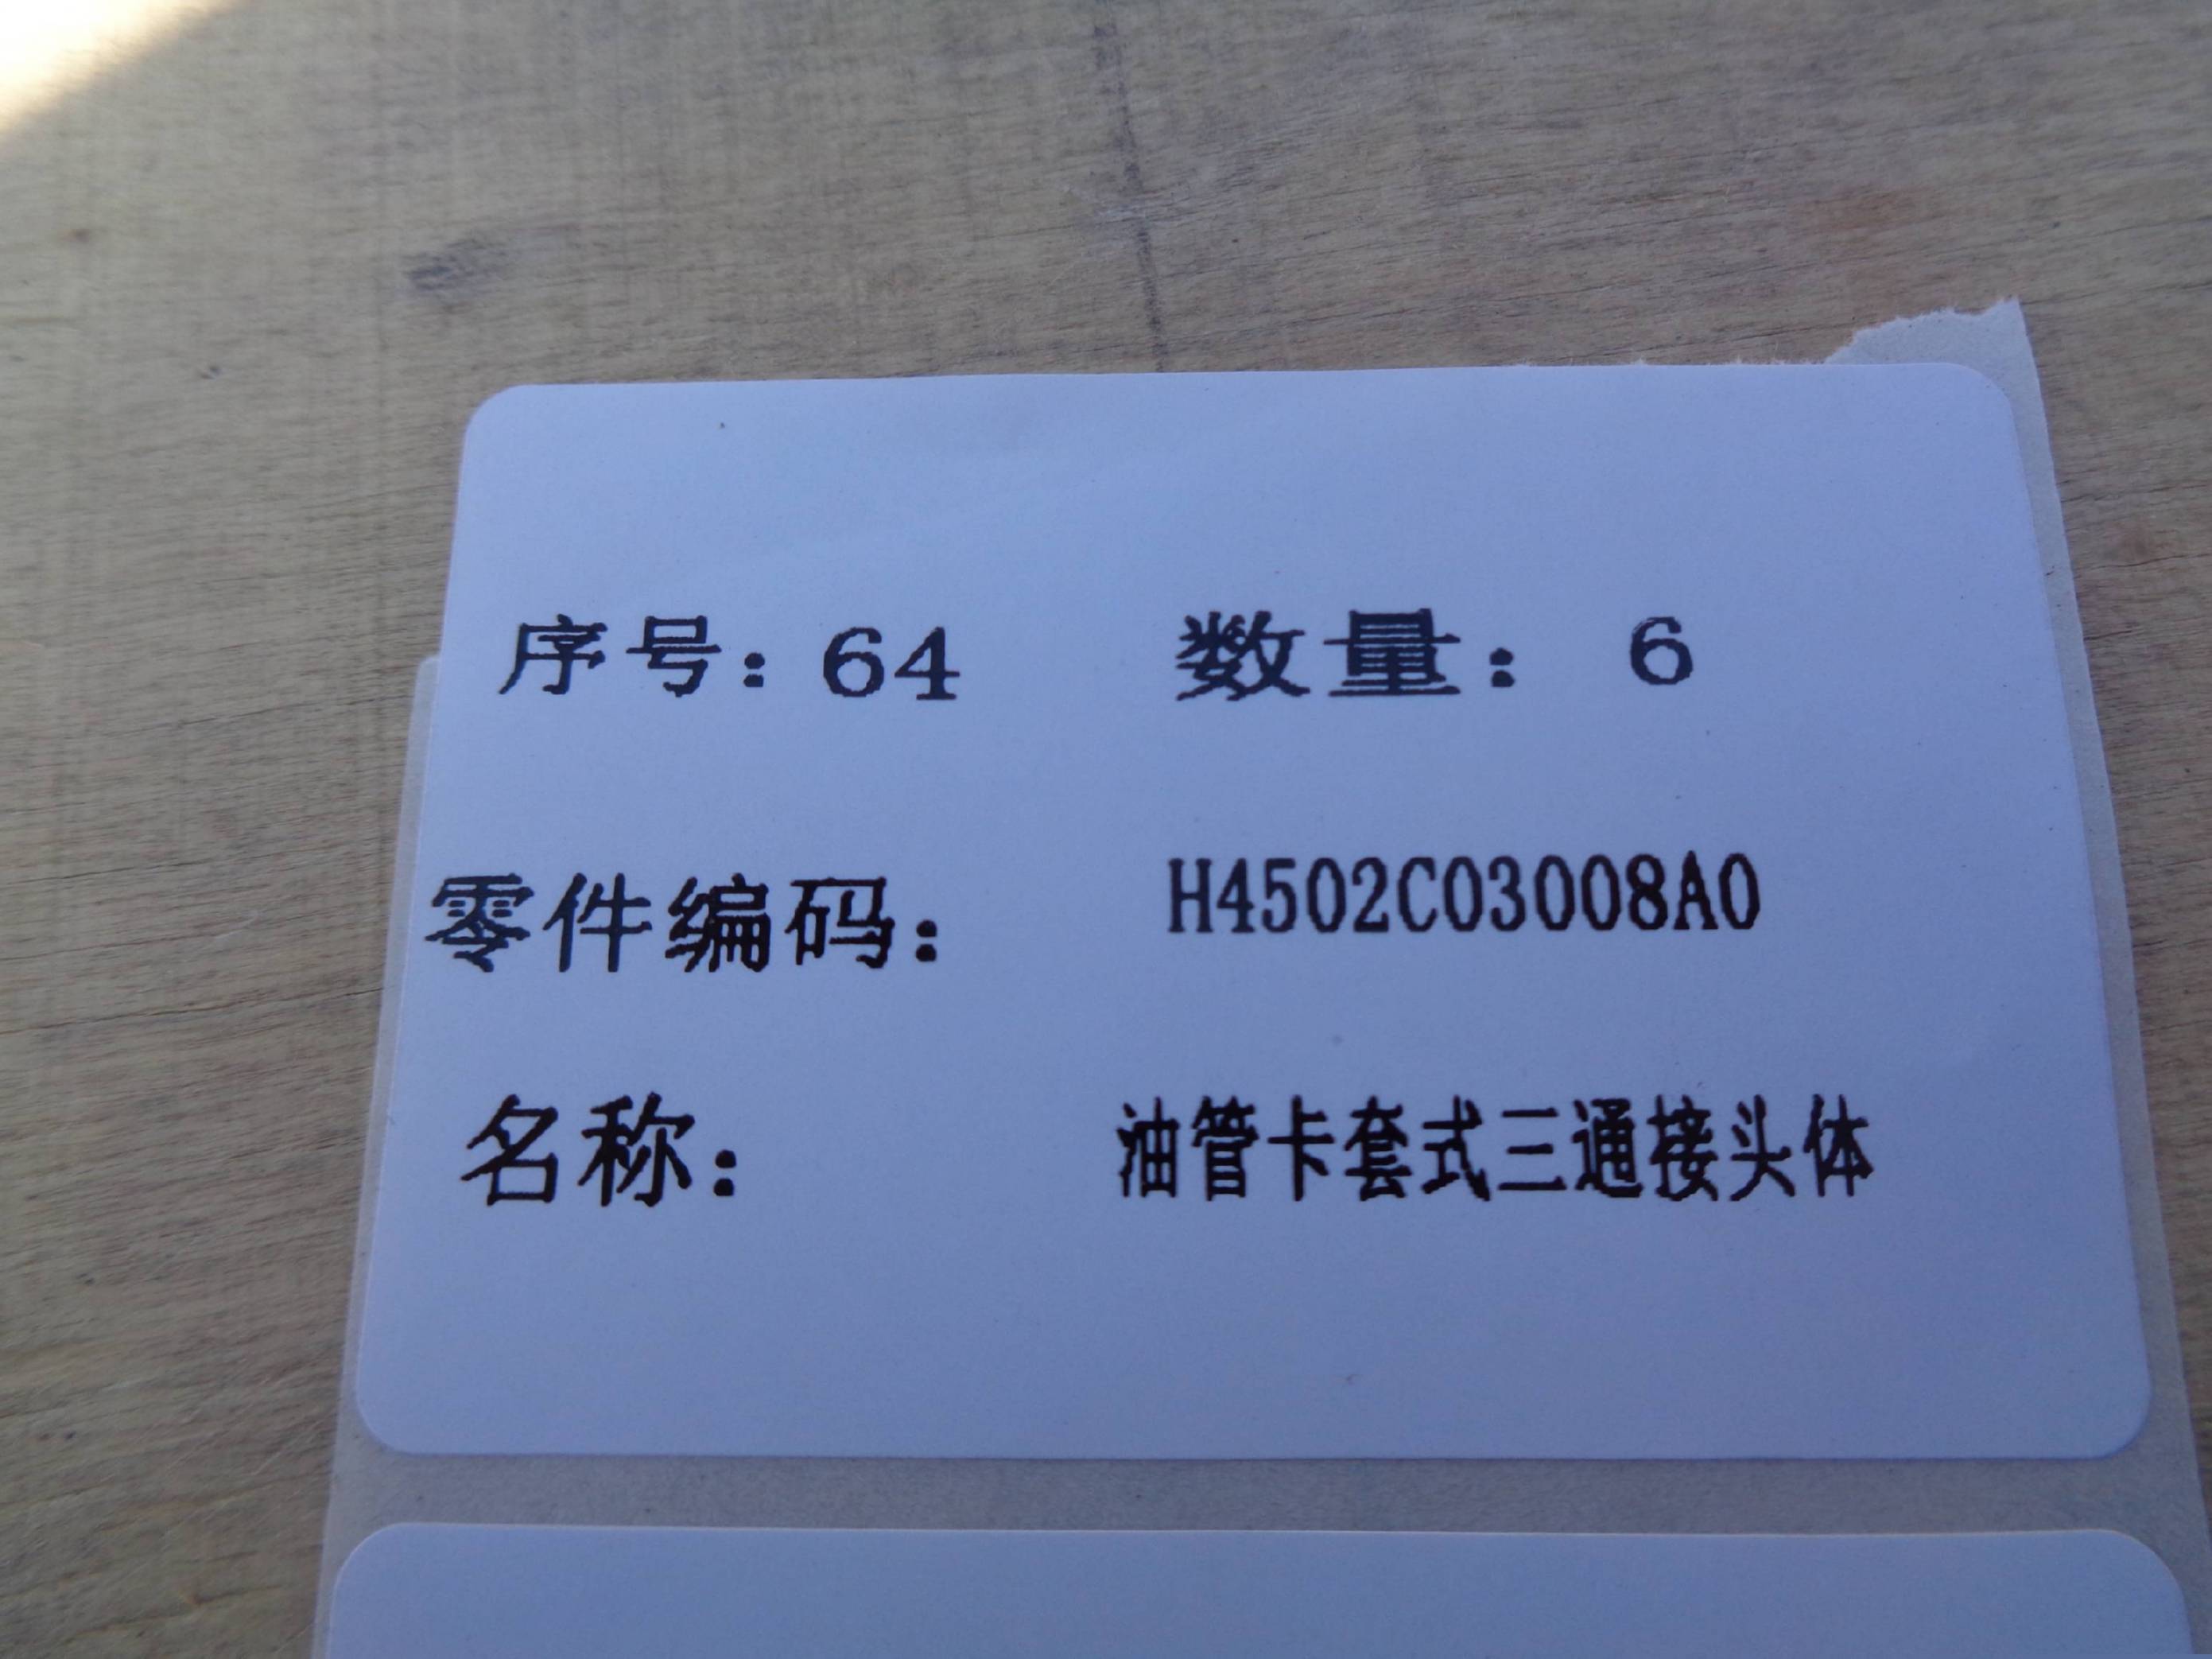 序号：64 数量： 6
零件编码： H4502C03008A0
名称： 油管卡套式三通接头体